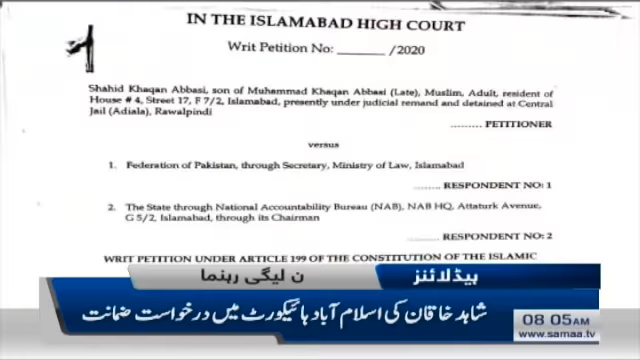 IN THE ISLAMABAD HIGH COURT
Writ Petition No: _______ /2020
Shahid Khaqan Abbasi, son of Muhammad Khaqan Abbasi (Late), Muslim, Adult, resident of
House # 4, Street 17, F 7/2, Islamabad, presently under judicial remand and detained at Central
Jail (Adiala), Rawalpindi
......... PETITIONER
versus
1. Federation of Pakistan, through Secretary, Ministry of Law, Islamabad
........ RESPONDENT NO: 1
2. The State through National Accountability Bureau (NAB), NAB HQ, Attaturk Avenue,
G 5/2, Islamabad, through its Chairman
......... RESPONDENT NO: 2
WRIT PETITION UNDER ARTICLE 199 OF THE CONSTITUTION OF THE ISLAMIC
ہیڈلائنز
ن لیگی رہنما
شاہد خاقان کی اسلام آباد ہائیکورٹ میں درخواست ضمانت
08 05AM
www.samaa.tv